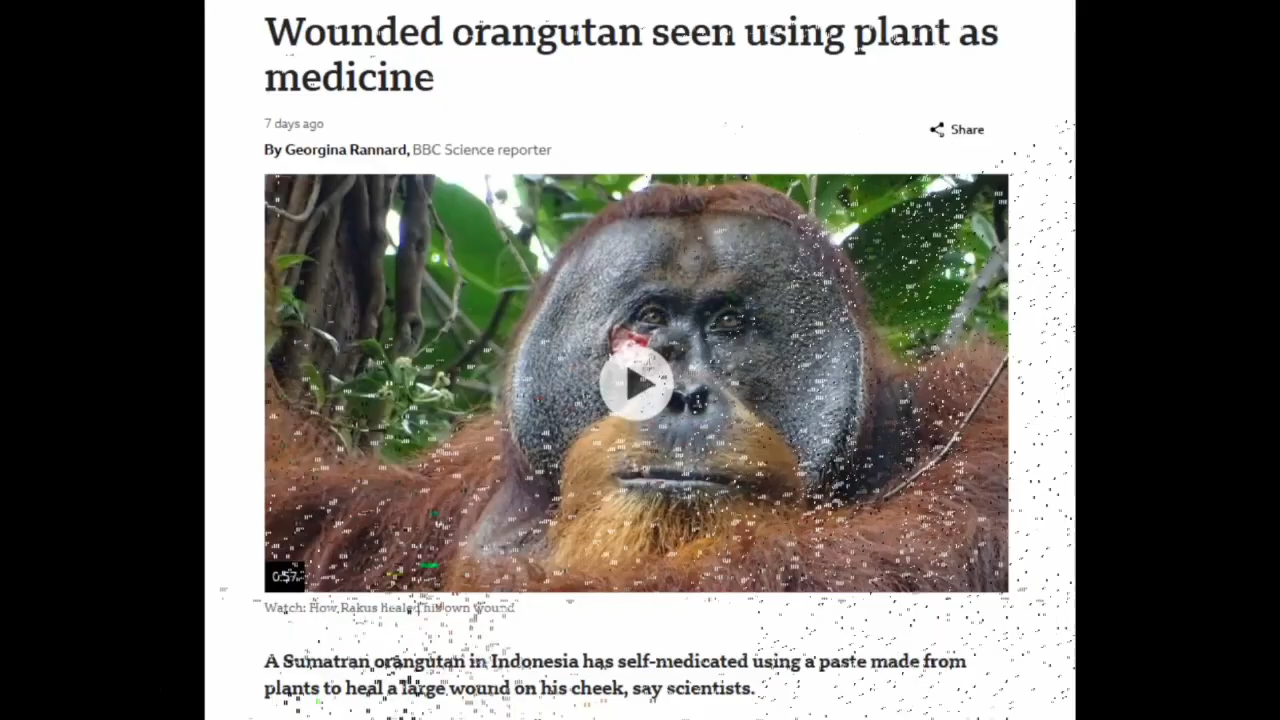 Wounded orangutan seen using plant as
medicine
7 days ago
Share
By Georgina Rannard, BBC Science reporter
0:57
Watch: How Rakus healed his own wound
A Sumatran orangutan in Indonesia has self-medicated using a paste made from
plants to heal a large wound on his cheek, say scientists.